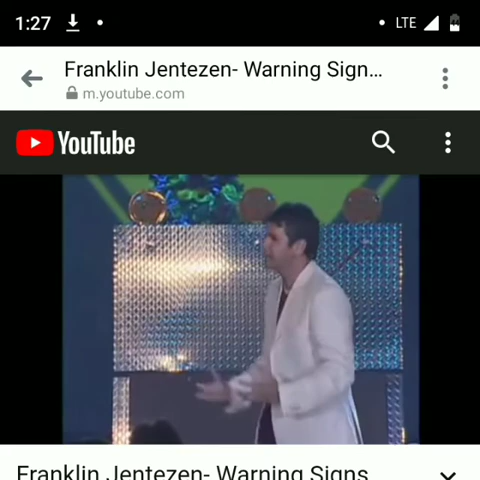 1:27 LTE
Franklin Jentezen- Warning Sign...
m.youtube.com
YouTube
Franklin Jentezen- Warning Signs